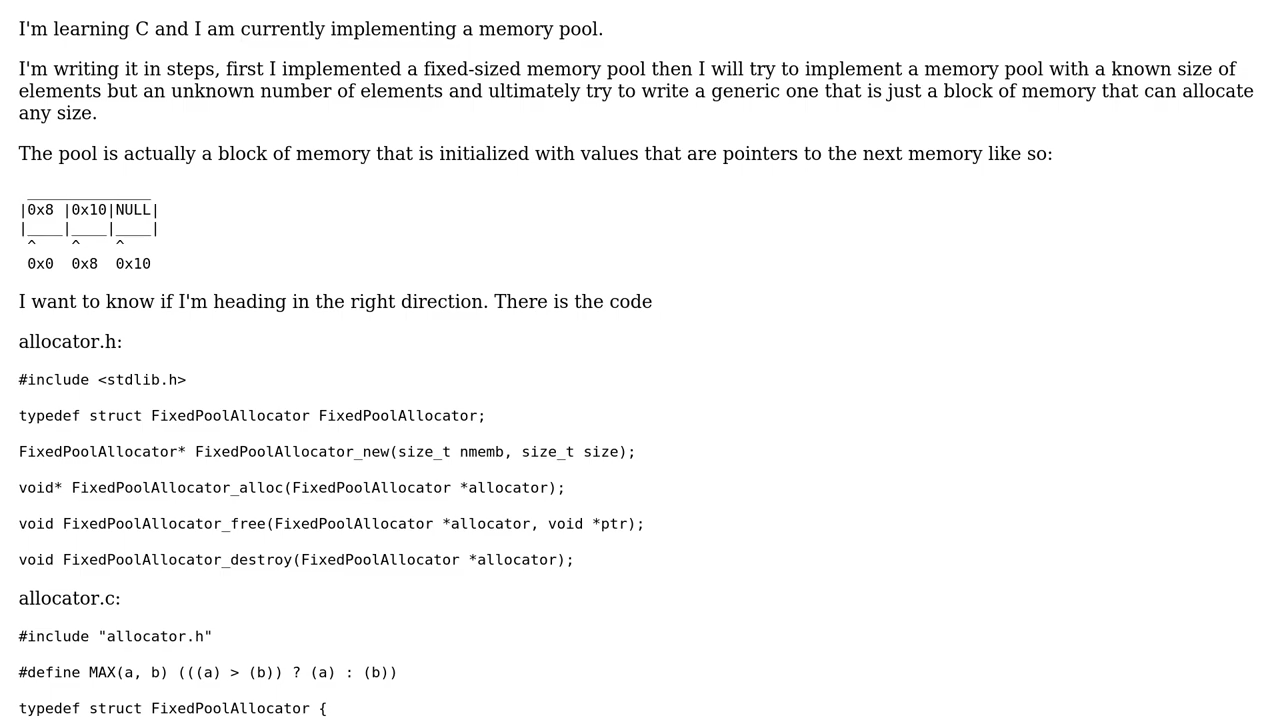 I'm learning C and I am currently implementing a memory pool.
I'm writing it in steps, first I implemented a fixed-sized memory pool then I will try to implement a memory pool with a known size of
elements but an unknown number of elements and ultimately try to write a generic one that is just a block of memory that can allocate
any size.
The pool is actually a block of memory that is initialized with values that are pointers to the next memory like so:
 ______________
|0x8 |0x10|NULL|
|____|____|____|
 ^    ^    ^
 0x0  0x8  0x10
I want to know if I'm heading in the right direction. There is the code
allocator.h:
#include <stdlib.h>
typedef struct FixedPoolAllocator FixedPoolAllocator;
FixedPoolAllocator* FixedPoolAllocator_new(size_t nmemb, size_t size);
void* FixedPoolAllocator_alloc(FixedPoolAllocator *allocator);
void FixedPoolAllocator_free(FixedPoolAllocator *allocator, void *ptr);
void FixedPoolAllocator_destroy(FixedPoolAllocator *allocator);
allocator.c:
#include "allocator.h"
#define MAX(a, b) (((a) > (b)) ? (a) : (b))
typedef struct FixedPoolAllocator {